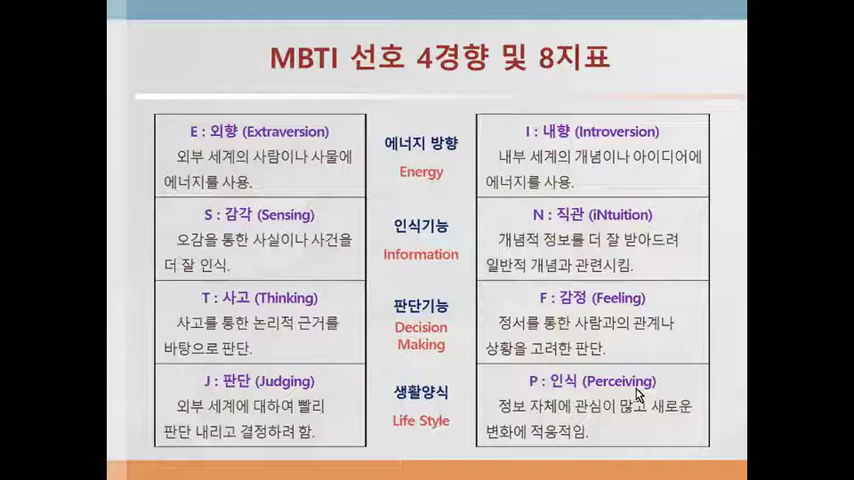 MBTI 선호 4경향 및 8지표
E : 외향 (Extraversion)
외부 세계의 사람이나 사물에
에너지를 사용.
에너지 방향
Energy
I : 내향 (Introversion)
내부 세계의 개념이나 아이디어에
에너지를 사용.
S : 감각 (Sensing)
오감을 통한 사실이나 사건을
더 잘 인식.
인식기능
Information
N : 직관 (iNtuition)
개념적 정보를 더 잘 받아드려
일반적 개념과 관련시킴.
T : 사고 (Thinking)
사고를 통한 논리적 근거를
바탕으로 판단.
판단기능
Decision
Making
F : 감정 (Feeling)
정서를 통한 사람과의 관계나
상황을 고려한 판단.
J : 판단 (Judging)
외부 세계에 대하여 빨리
판단 내리고 결정하려 함.
생활양식
Life Style
P : 인식 (Perceiving)
정보 자체에 관심이 많고 새로운
변화에 적응적임.